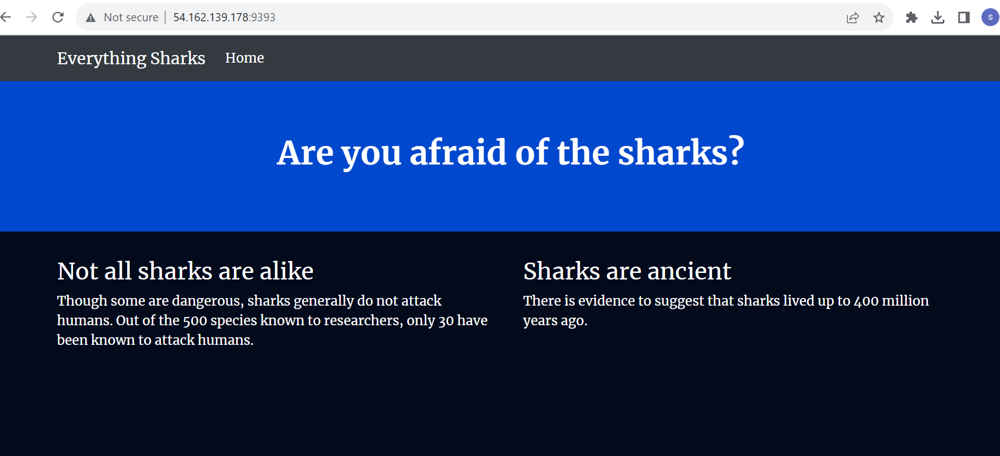 Not secure 54.162.139.178:9393
S
Everything Sharks Home
Are you afraid of the sharks?
Not all sharks are alike
Though some are dangerous, sharks generally do not attack
humans. Out of the 500 species known to researchers, only 30 have
been known to attack humans.
Sharks are ancient
There is evidence to suggest that sharks lived up to 400 million
years ago.